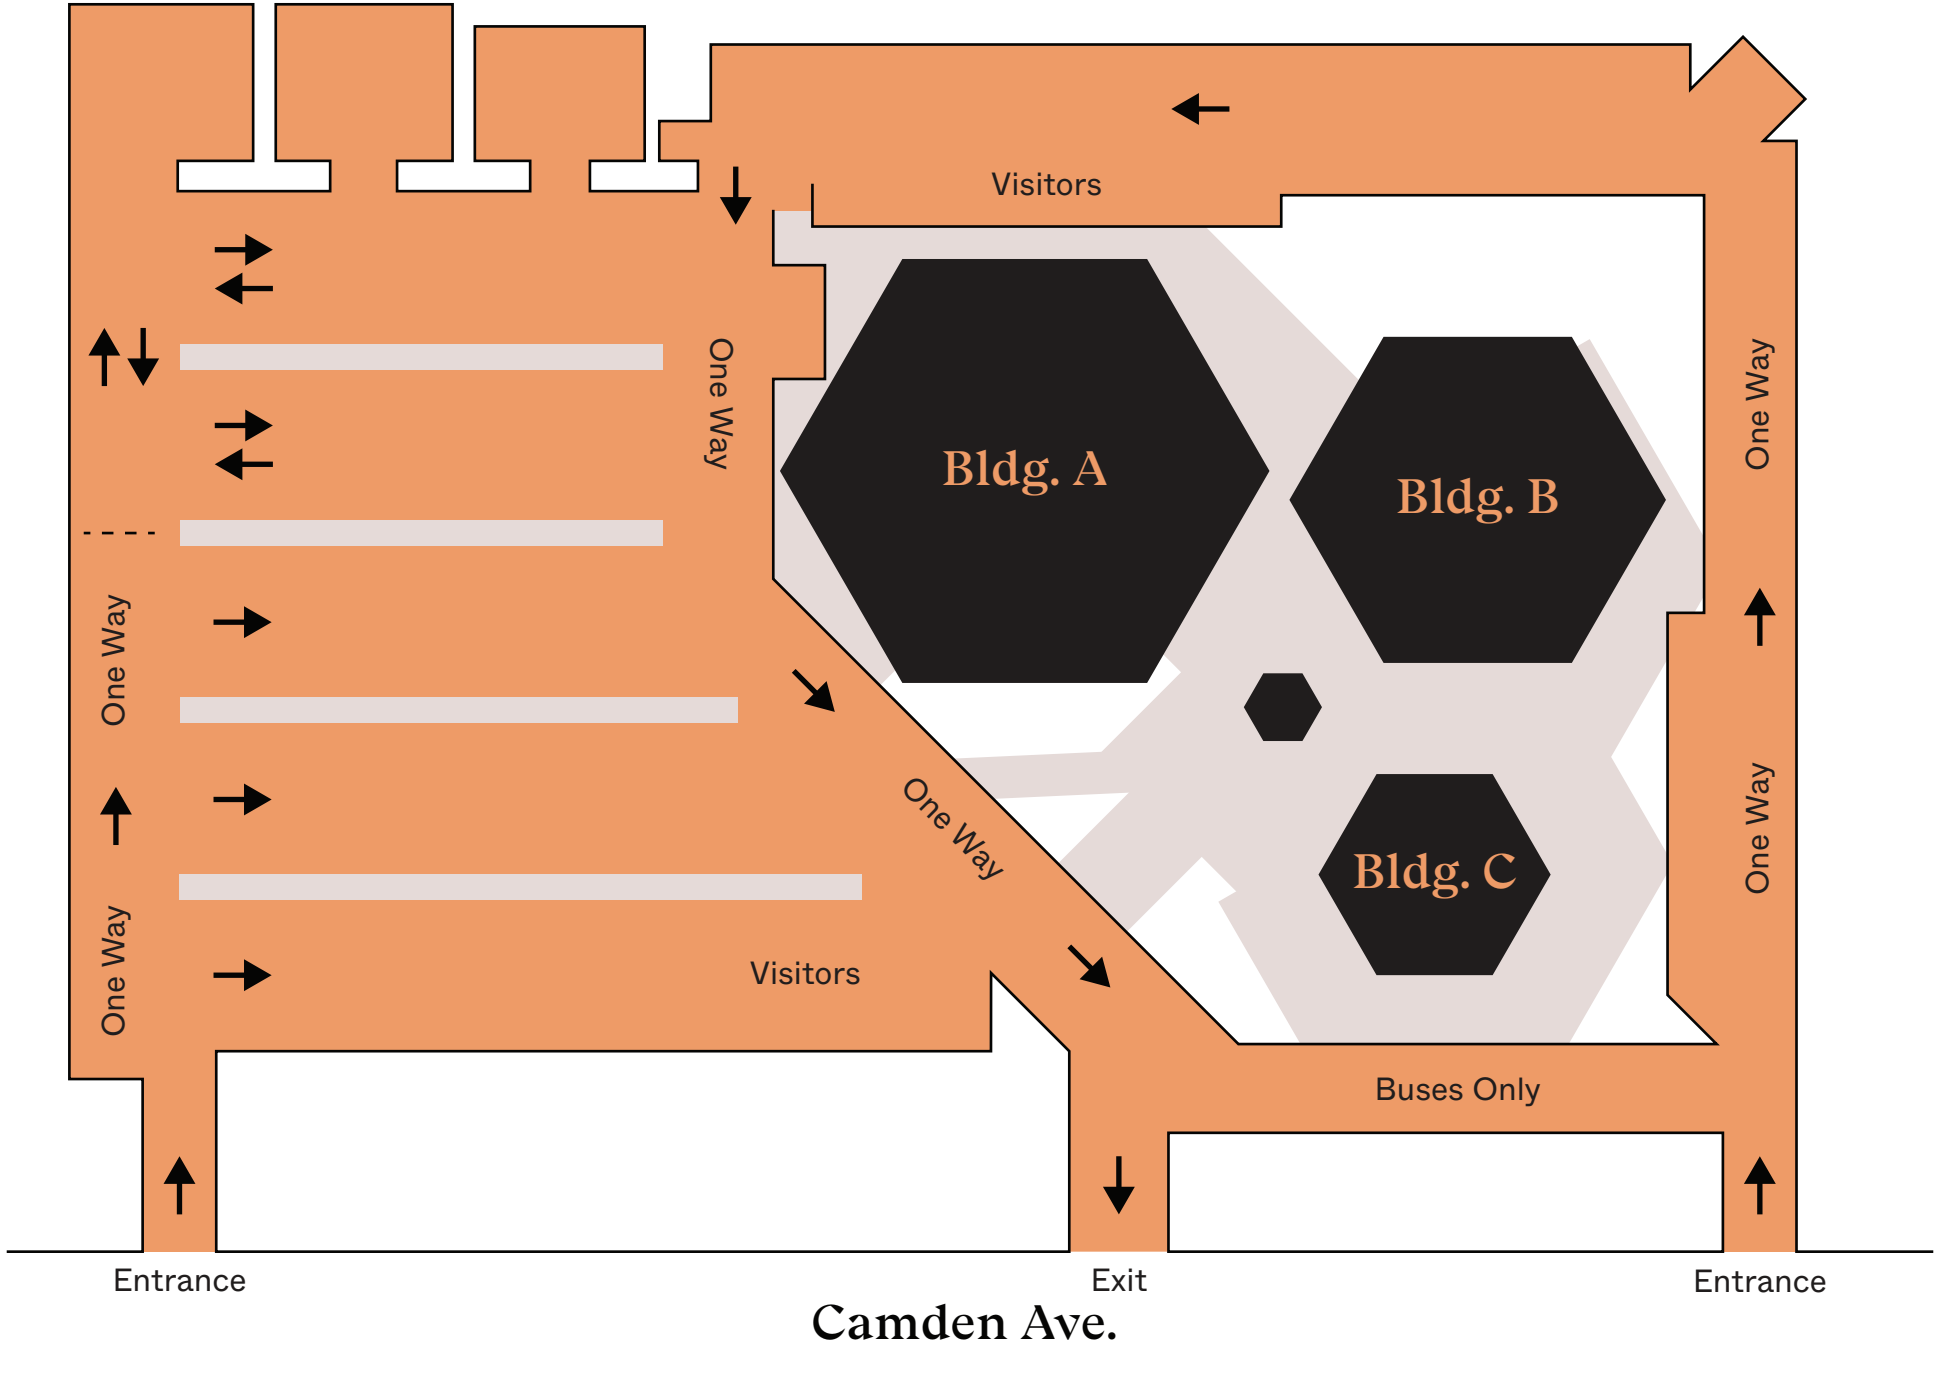 Visitors
One Way
One Way
Bldg. A
Bldg. B
One Way
One Way
One Way
Bldg. C
One Way
Visitors
Buses Only
Entrance
Exit
Entrance
Camden Ave.